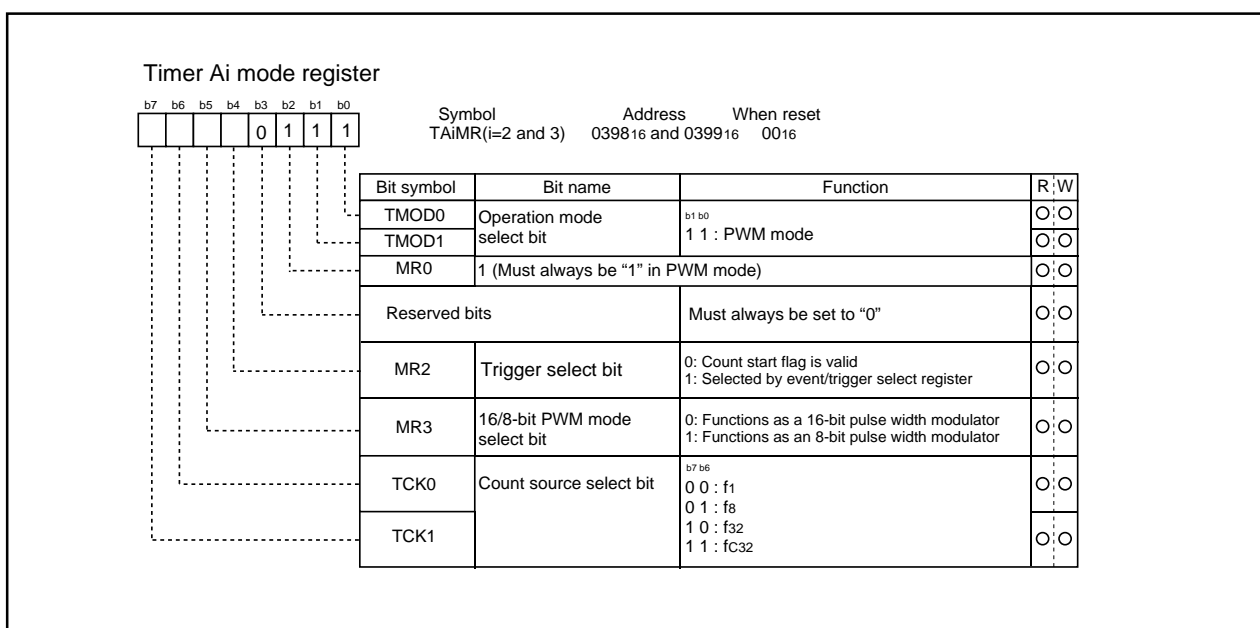 Timer Ai mode register
b7 b6 b5 b4 b3 b2 b1 b0
0 1 1 1
Symbol Address When reset
TAiMR(i=2 and 3) 039816 and 039916 0016
Bit symbol Bit name Function R W
TMOD0 Operation mode select bit b1 b0
TMOD1 1 1 : PWM mode
MR0 1 (Must always be “1” in PWM mode)
Reserved bits Must always be set to “0”
MR2 Trigger select bit 0: Count start flag is valid
1: Selected by event/trigger select register
MR3 16/8-bit PWM mode select bit 0: Functions as a 16-bit pulse width modulator
1: Functions as an 8-bit pulse width modulator
TCK0 Count source select bit b7 b6
0 0 : f1
0 1 : f8
TCK1 1 0 : f32
1 1 : fC32